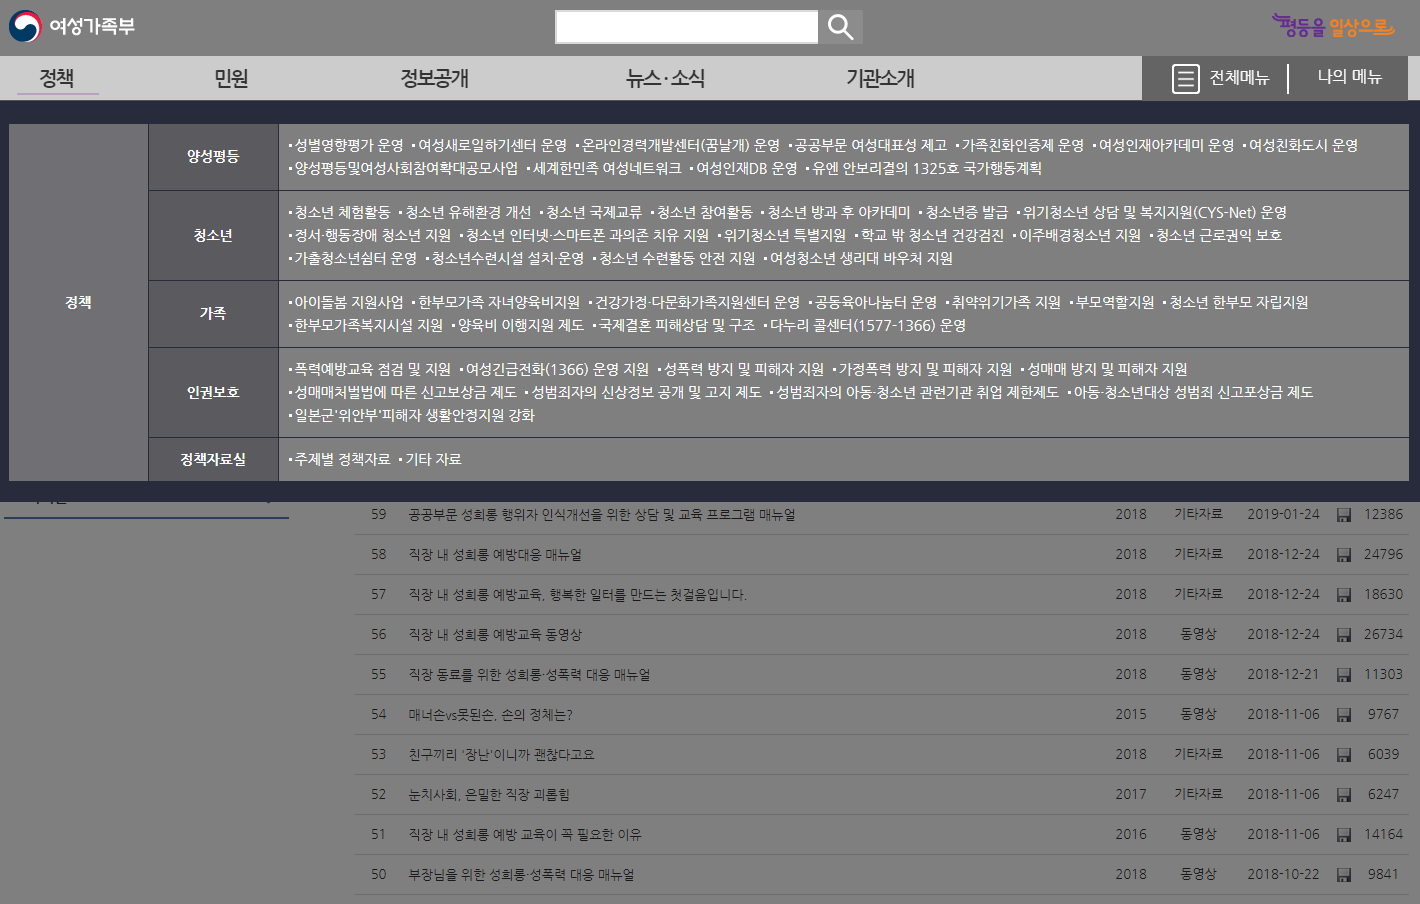 여성가족부
평등을 일상으로
정책 민원 정보공개 뉴스·소식 기관소개 전체메뉴 나의 메뉴
정책
양성평등
성별영향평가 운영 여성새로일하기센터 운영 온라인경력개발센터(꿈날개) 운영 공공부문 여성대표성 제고 가족친화인증제 운영 여성인재아카데미 운영 여성친화도시 운영
양성평등및여성사회참여확대공모사업 세계한민족 여성네트워크 여성인재DB 운영 유엔 안보리결의 1325호 국가행동계획
청소년
청소년 체험활동 청소년 유해환경 개선 청소년 국제교류 청소년 참여활동 청소년 방과 후 아카데미 청소년증 발급 위기청소년 상담 및 복지지원(CYS-Net) 운영
정서·행동장애 청소년 지원 청소년 인터넷·스마트폰 과의존 치유 지원 위기청소년 특별지원 학교 밖 청소년 건강검진 이주배경청소년 지원 청소년 근로권익 보호
가출청소년쉼터 운영 청소년수련시설 설치·운영 청소년 수련활동 안전 지원 여성청소년 생리대 바우처 지원
가족
아이돌봄 지원사업 한부모가족 자녀양육비지원 건강가정·다문화가족지원센터 운영 공동육아나눔터 운영 취약위기가족 지원 부모역할지원 청소년 한부모 자립지원
한부모가족복지시설 지원 양육비 이행지원 제도 국제결혼 피해상담 및 구조 다누리 콜센터(1577-1366) 운영
인권보호
폭력예방교육 점검 및 지원 여성긴급전화(1366) 운영 지원 성폭력 방지 및 피해자 지원 가정폭력 방지 및 피해자 지원 성매매 방지 및 피해자 지원
성매매처벌법에 따른 신고보상금 제도 성범죄자의 신상정보 공개 및 고지 제도 성범죄자의 아동·청소년 관련기관 취업 제한제도 아동·청소년대상 성범죄 신고포상금 제도
일본군'위안부'피해자 생활안정지원 강화
정책자료실
주제별 정책자료 기타 자료
59 공공부문 성희롱 행위자 인식개선을 위한 상담 및 교육 프로그램 매뉴얼 2018 기타자료 2019-01-24 12386
58 직장 내 성희롱 예방대응 매뉴얼 2018 기타자료 2018-12-24 24796
57 직장 내 성희롱 예방교육, 행복한 일터를 만드는 첫걸음입니다. 2018 기타자료 2018-12-24 18630
56 직장 내 성희롱 예방교육 동영상 2018 동영상 2018-12-24 26734
55 직장 동료를 위한 성희롱·성폭력 대응 매뉴얼 2018 동영상 2018-12-21 11303
54 매너손vs못된손, 손의 정체는? 2015 동영상 2018-11-06 9767
53 친구끼리 '장난'이니까 괜찮다고요 2018 기타자료 2018-11-06 6039
52 눈치사회, 은밀한 직장 괴롭힘 2017 기타자료 2018-11-06 6247
51 직장 내 성희롱 예방 교육이 꼭 필요한 이유 2016 동영상 2018-11-06 14164
50 부장님을 위한 성희롱·성폭력 대응 매뉴얼 2018 동영상 2018-10-22 9841